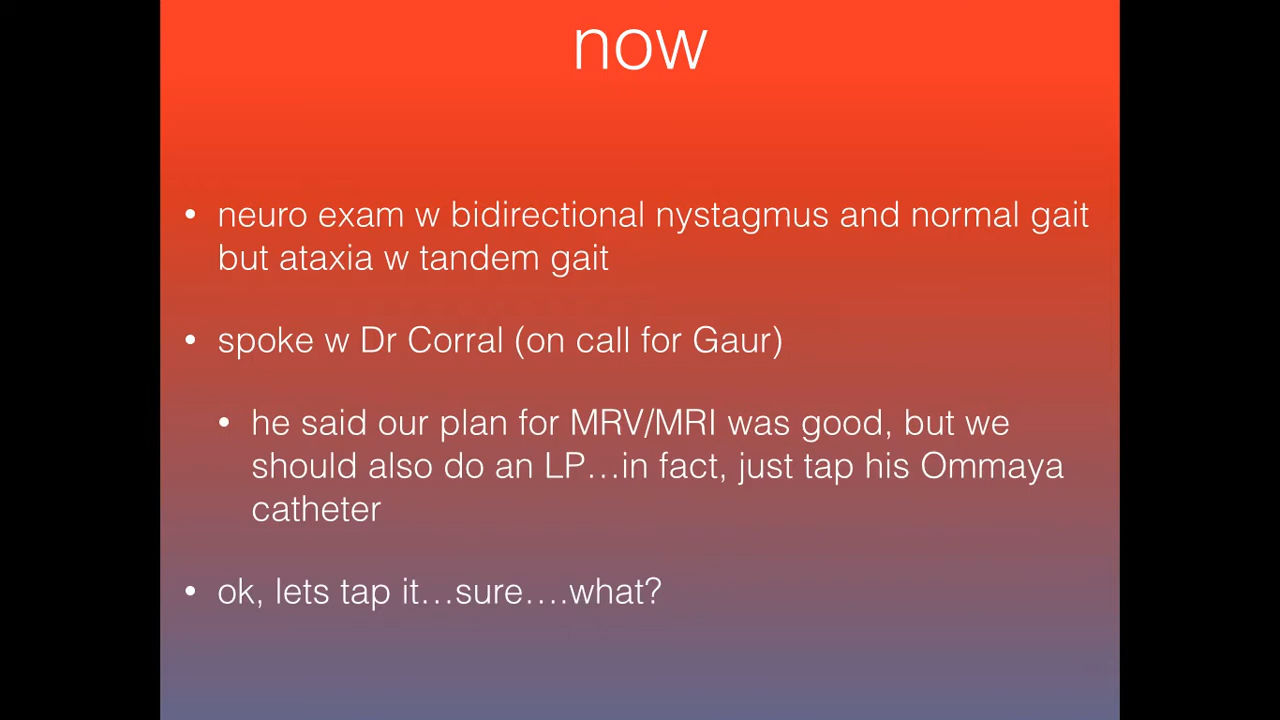 now
• neuro exam w bidirectional nystagmus and normal gait
but ataxia w tandem gait
• spoke w Dr Corral (on call for Gaur)
• he said our plan for MRV/MRI was good, but we
should also do an LP…in fact, just tap his Ommaya
catheter
• ok, lets tap it…sure….what?